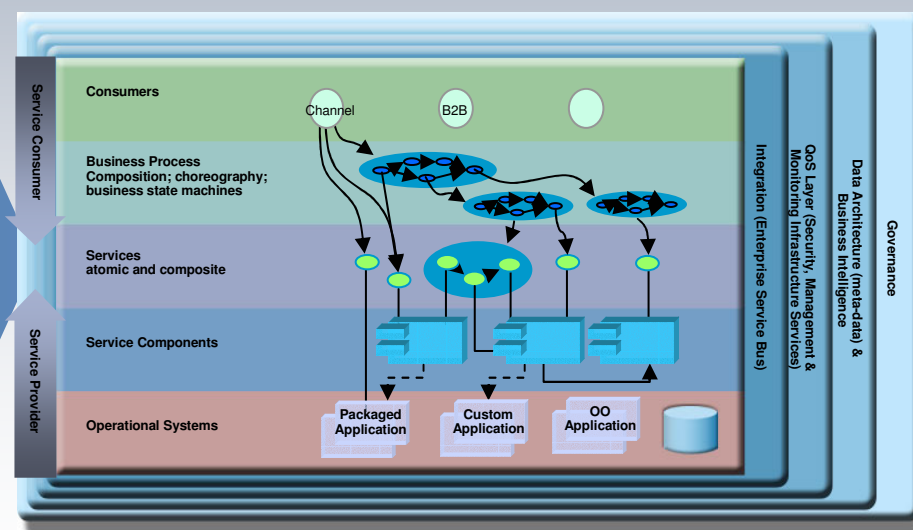 Service Consumer
Service Provider
Consumers
Channel
B2B
Business Process
Composition; choreography;
business state machines
Services
atomic and composite
Service Components
Operational Systems
Packaged
Application
Custom
Application
OO
Application
Integration (Enterprise Service Bus)
QoS Layer (Security, Management &
Monitoring Infrastructure Services)
Data Architecture (meta-data) &
Business Intelligence
Governance